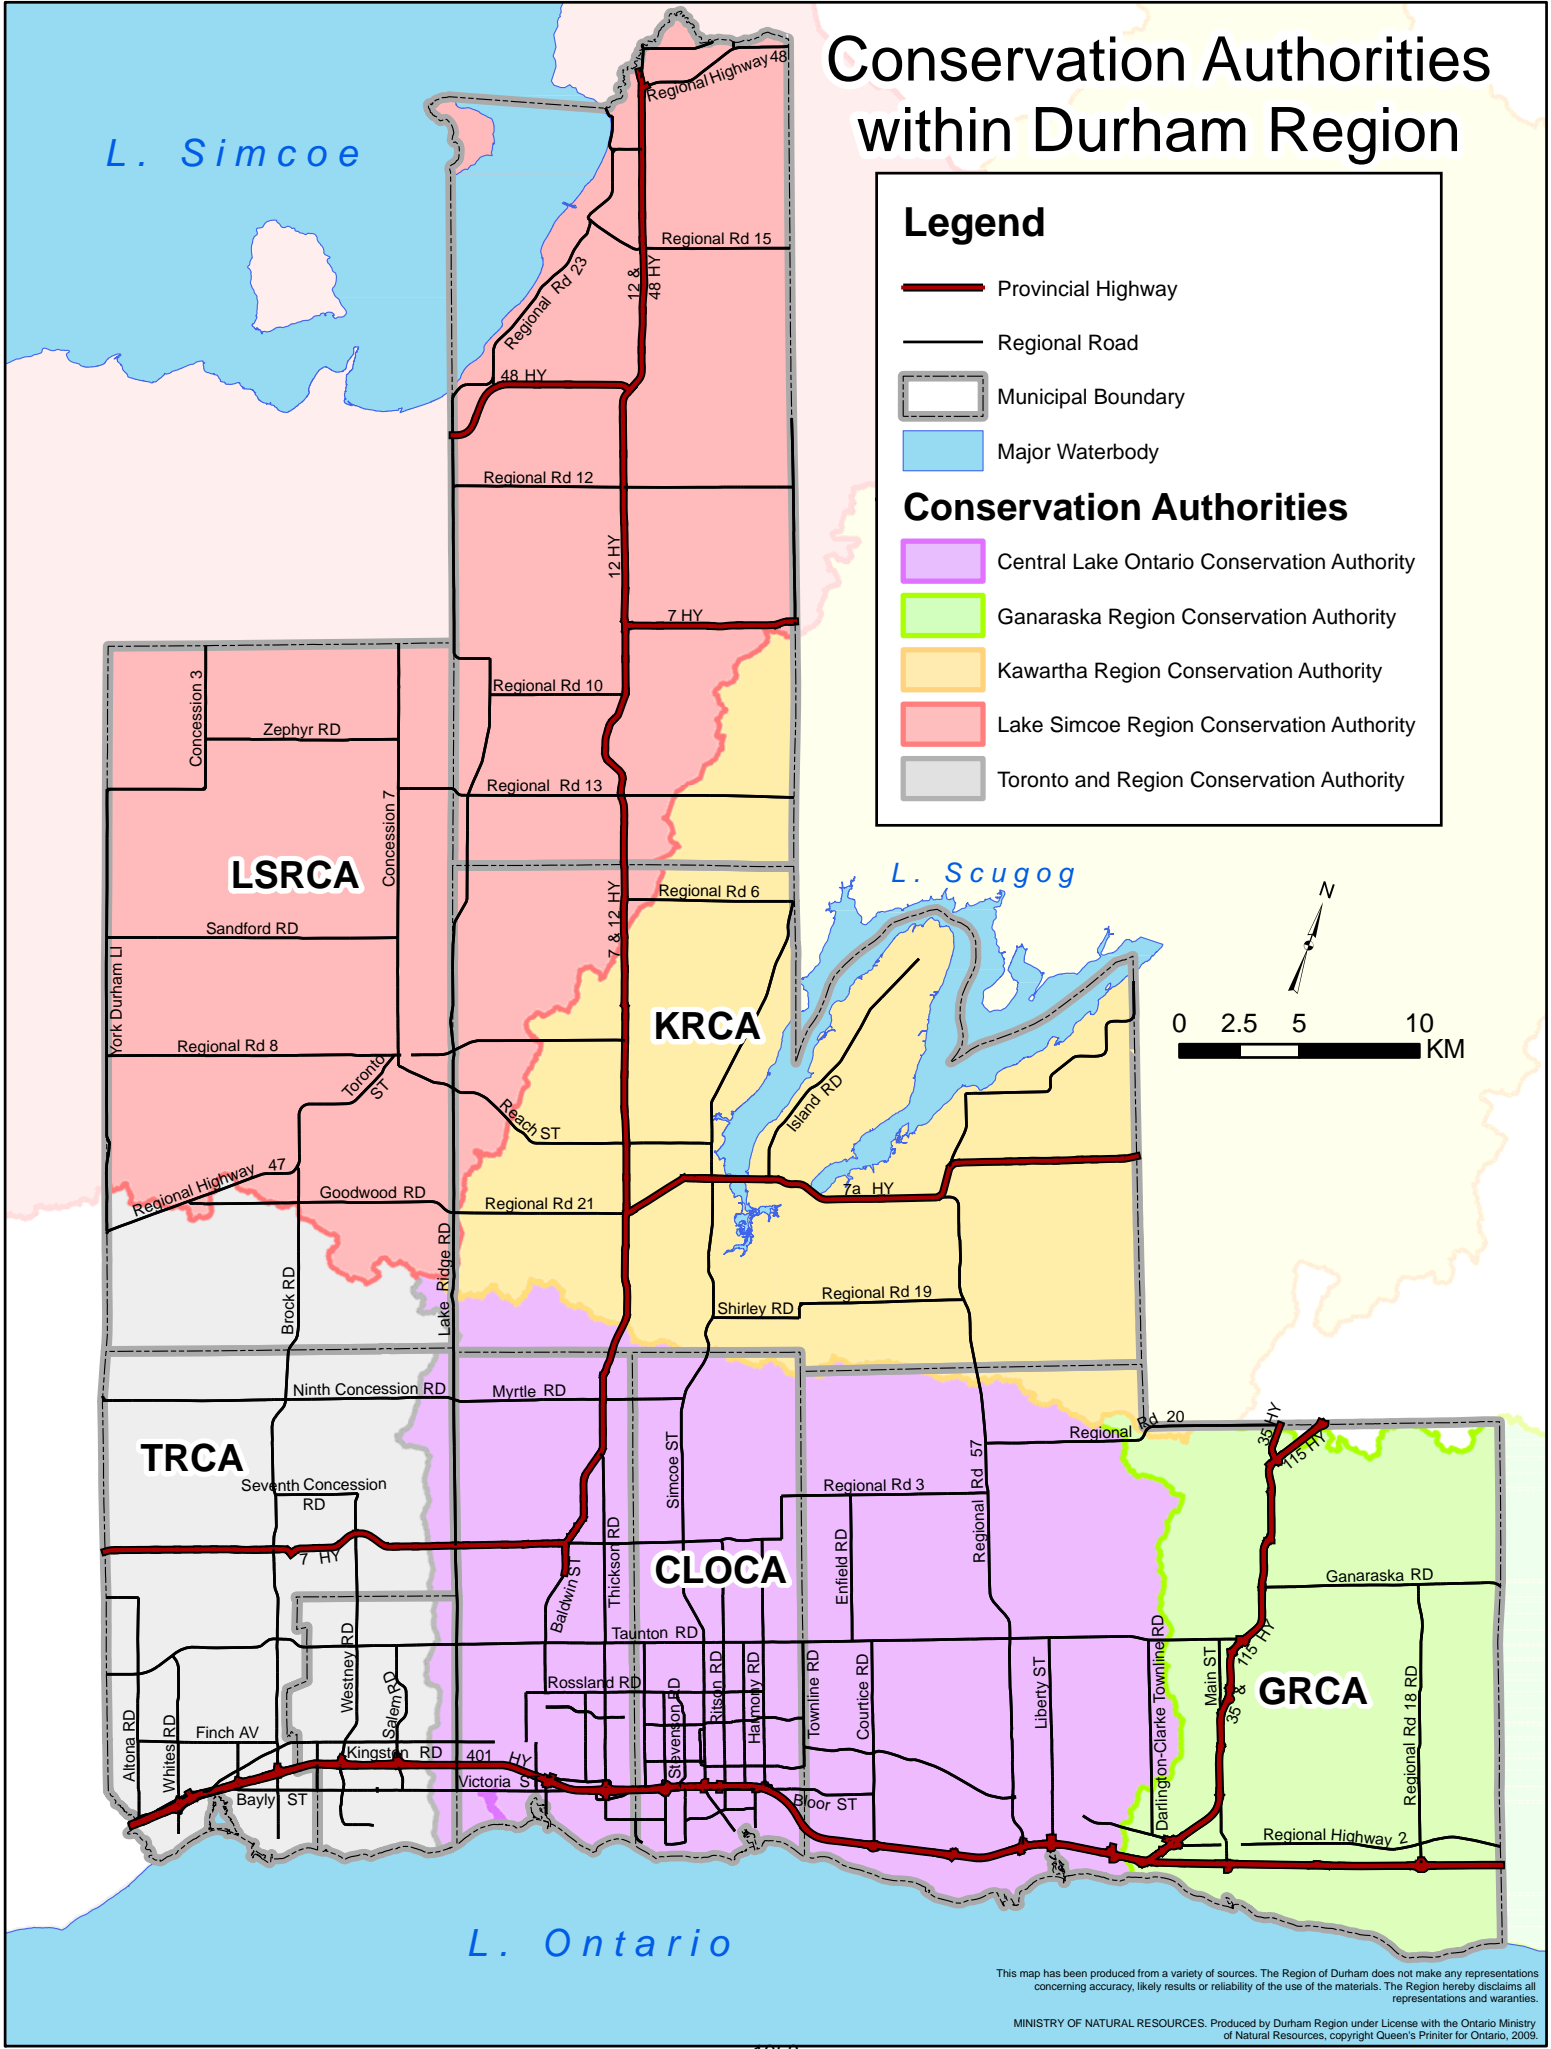 Conservation Authorities
within Durham Region
L. Simcoe
Legend
Provincial Highway
Regional Road
Municipal Boundary
Major Waterbody
Conservation Authorities
Central Lake Ontario Conservation Authority
Ganaraska Region Conservation Authority
Kawartha Region Conservation Authority
Lake Simcoe Region Conservation Authority
Toronto and Region Conservation Authority
Regional Highway 48
Regional Rd 15
12 &
48 HY
Regional Rd 23
48 HY
Regional Rd 12
12 HY
7 HY
Regional Rd 10
Concession 3
Zephyr RD
Regional Rd 13
Concession 7
LSRCA
L. Scugog
7 & 12 HY
Regional Rd 6
N
Sandford RD
York Durham LI
KRCA
0 2.5 5 10
KM
Regional Rd 8
Toronto
ST
Island RD
Reach ST
Regional Highway 47
Goodwood RD
Regional Rd 21
7a HY
Lake Ridge RD
Brock RD
Regional Rd 19
Shirley RD
Ninth Concession RD
Myrtle RD
Regional Rd 20
35 HY
115 HY
TRCA
Simcoe ST
Regional Rd 57
Seventh Concession
RD
Regional Rd 3
7 HY
Thickson RD
CLOCA
Enfield RD
Baldwin ST
Ganaraska RD
Taunton RD
Westney RD
Salem RD
Rossland RD
Stevenson RD
Ritson RD
Harmony RD
Townline RD
Courtice RD
Liberty ST
Darlington-Clarke Townline RD
Main ST
35 &
115 HY
GRCA
Regional Rd 18 RD
Altona RD
Whites RD
Finch AV
Kingston RD
401 HY
Victoria S
Bayly ST
Bloor ST
Regional Highway 2
L. Ontario
This map has been produced from a variety of sources. The Region of Durham does not make any representations
concerning accuracy, likely results or reliability of the use of the materials. The Region hereby disclaims all
representations and waranties.
MINISTRY OF NATURAL RESOURCES. Produced by Durham Region under License with the Ontario Ministry
of Natural Resources, copyright Queen's Priniter for Ontario, 2009.